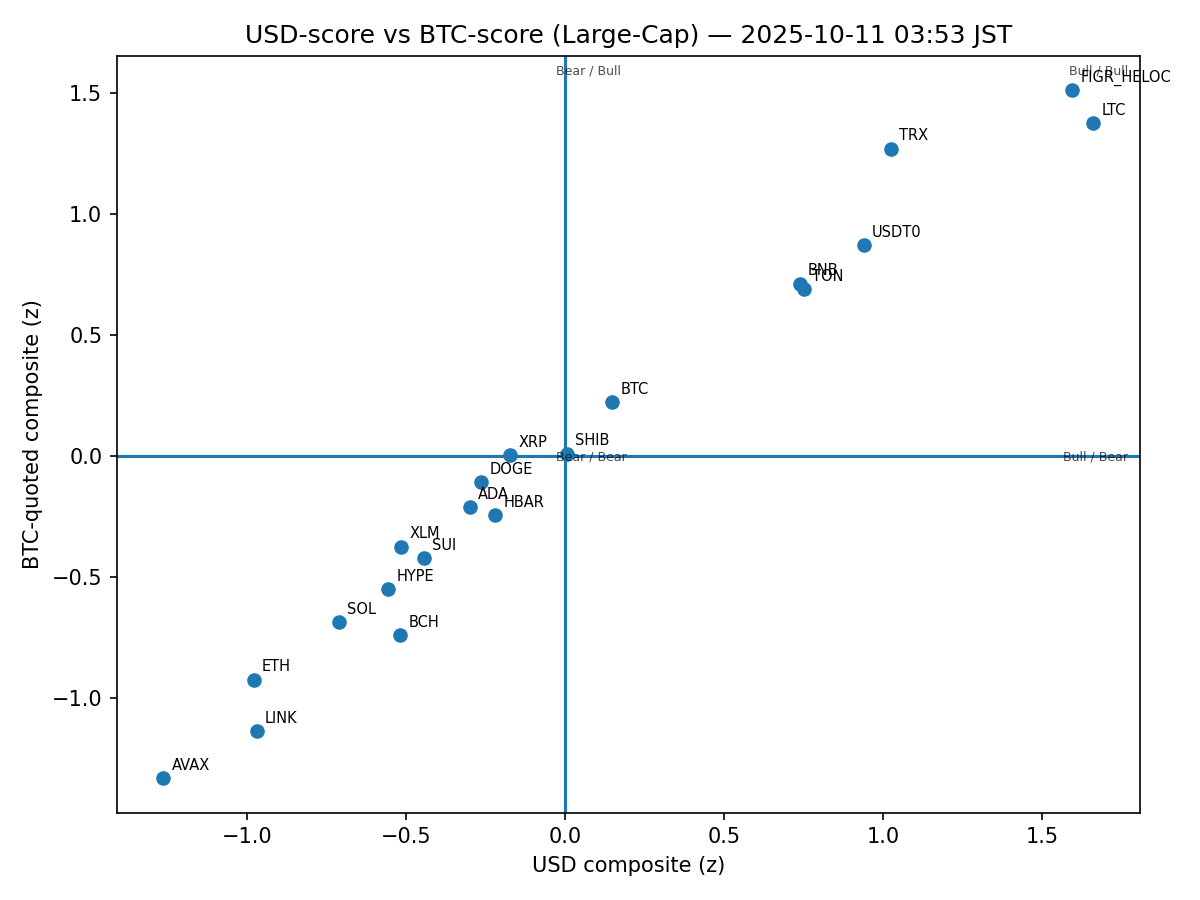 USD-score vs BTC-score (Large-Cap) — 2025-10-11 03:53 JST
Bear / Bull
Bull / Bull
FIGR_HELOC
LTC
TRX
USDT0
BNB
TON
BTC
XRP
SHIB
Bear / Bear
Bull / Bear
DOGE
ADA
HBAR
XLM
SUI
HYPE
SOL
BCH
ETH
LINK
AVAX
1.5
1.0
0.5
0.0
−0.5
−1.0
BTC-quoted composite (z)
−1.0
−0.5
0.0
0.5
1.0
1.5
USD composite (z)